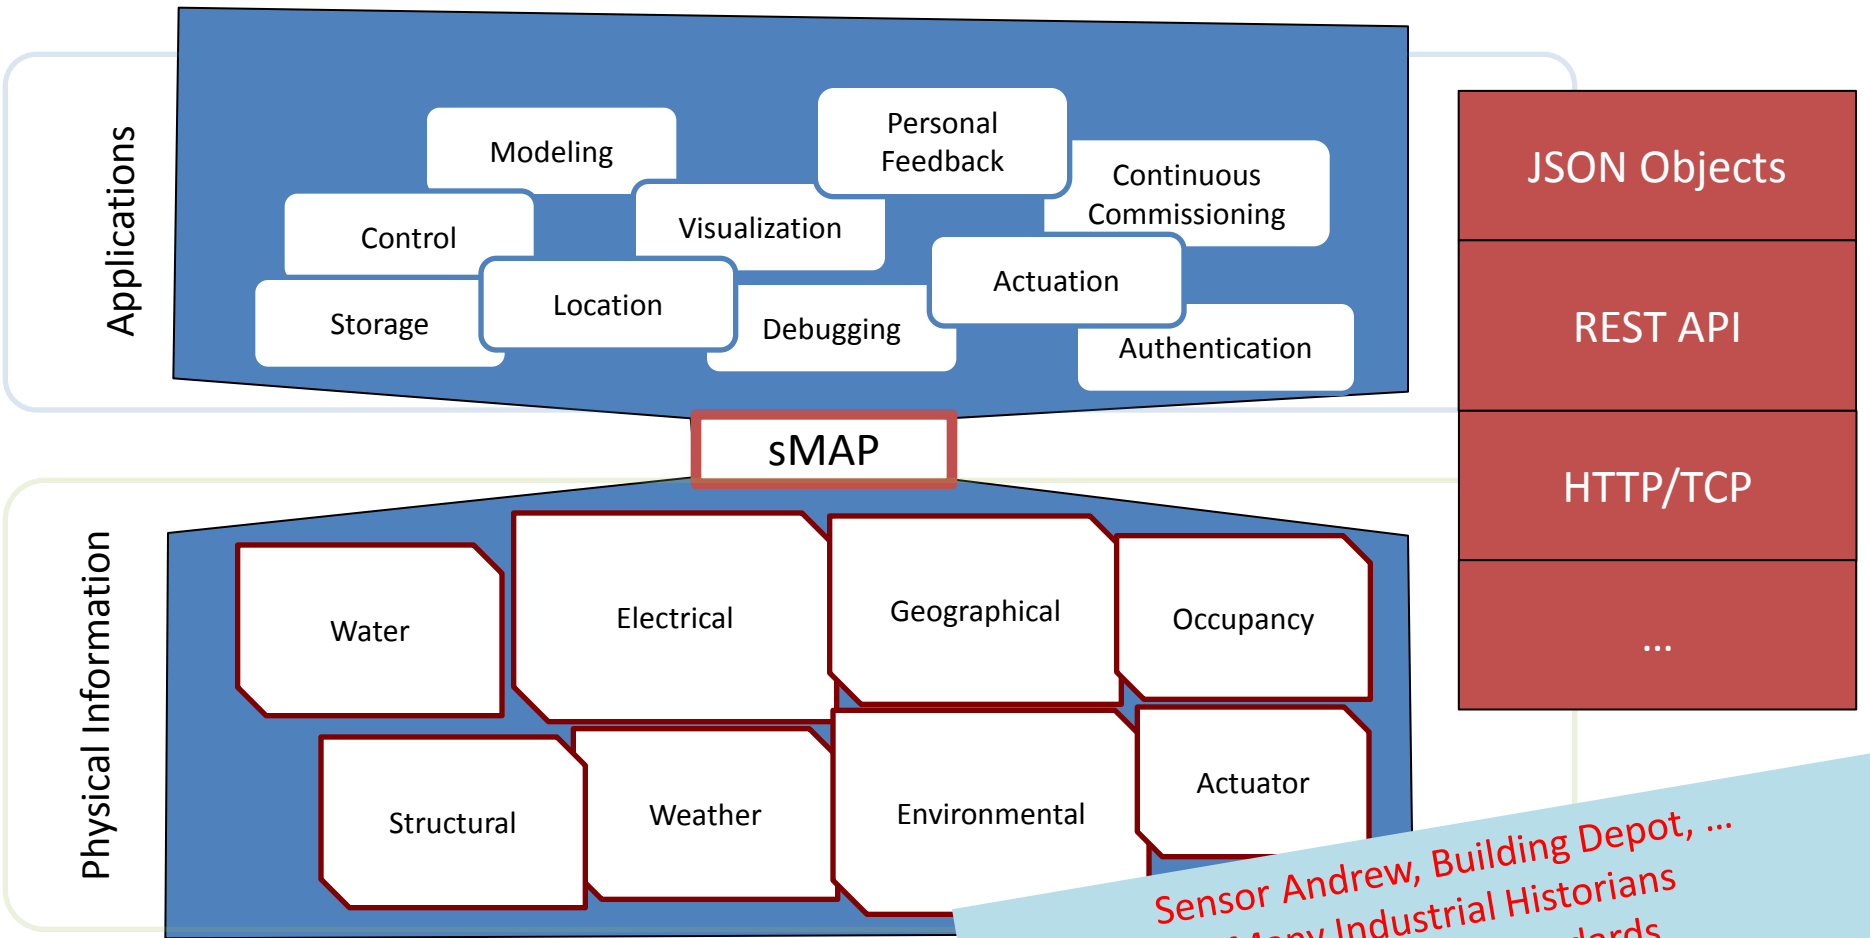 Applications
Modeling
Personal
Feedback
Continuous
Commissioning
Control
Visualization
Storage
Location
Debugging
Actuation
Authentication
sMAP
Physical Information
Water
Electrical
Geographical
Occupancy
Structural
Weather
Environmental
Actuator
JSON Objects
REST API
HTTP/TCP
...
Sensor Andrew, Building Depot, ...
Many Industrial Historians